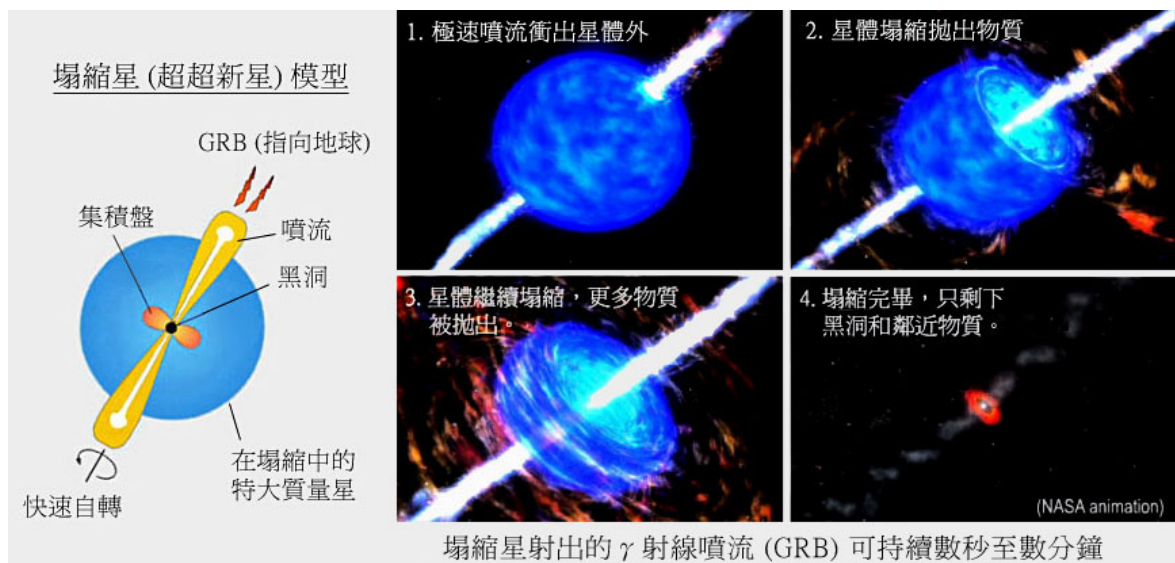 塌縮星 (超超新星) 模型
GRB (指向地球)
集積盤
噴流
黑洞
在塌縮中的
特大質量星
快速自轉
1. 極速噴流衝出星體外
2. 星體塌縮拋出物質
3. 星體繼續塌縮，更多物質
被拋出。
4. 塌縮完畢，只剩下
黑洞和鄰近物質。
(NASA animation)
塌縮星射出的 γ 射線噴流 (GRB) 可持續數秒至數分鐘